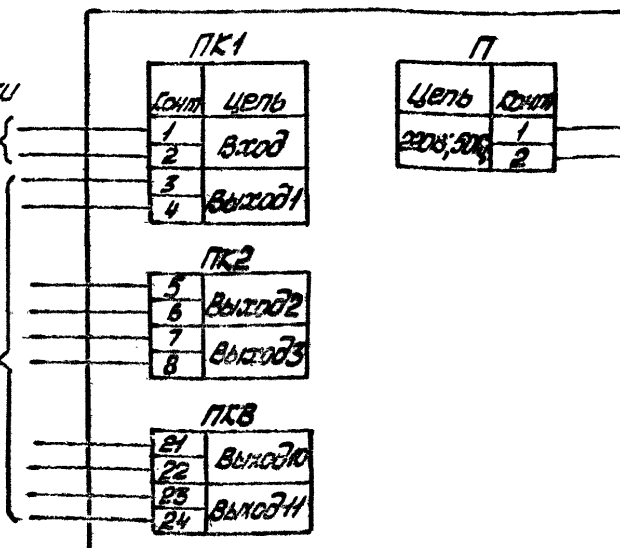 ПК1
Конт Цепь
1 Вход
2
3 Выход1
4
П
Цепь Конт
220В; 50Гц 1
2
ПК2
5 Выход2
6
7 Выход3
8
ПК8
21 Выход10
22
23 Выход11
24